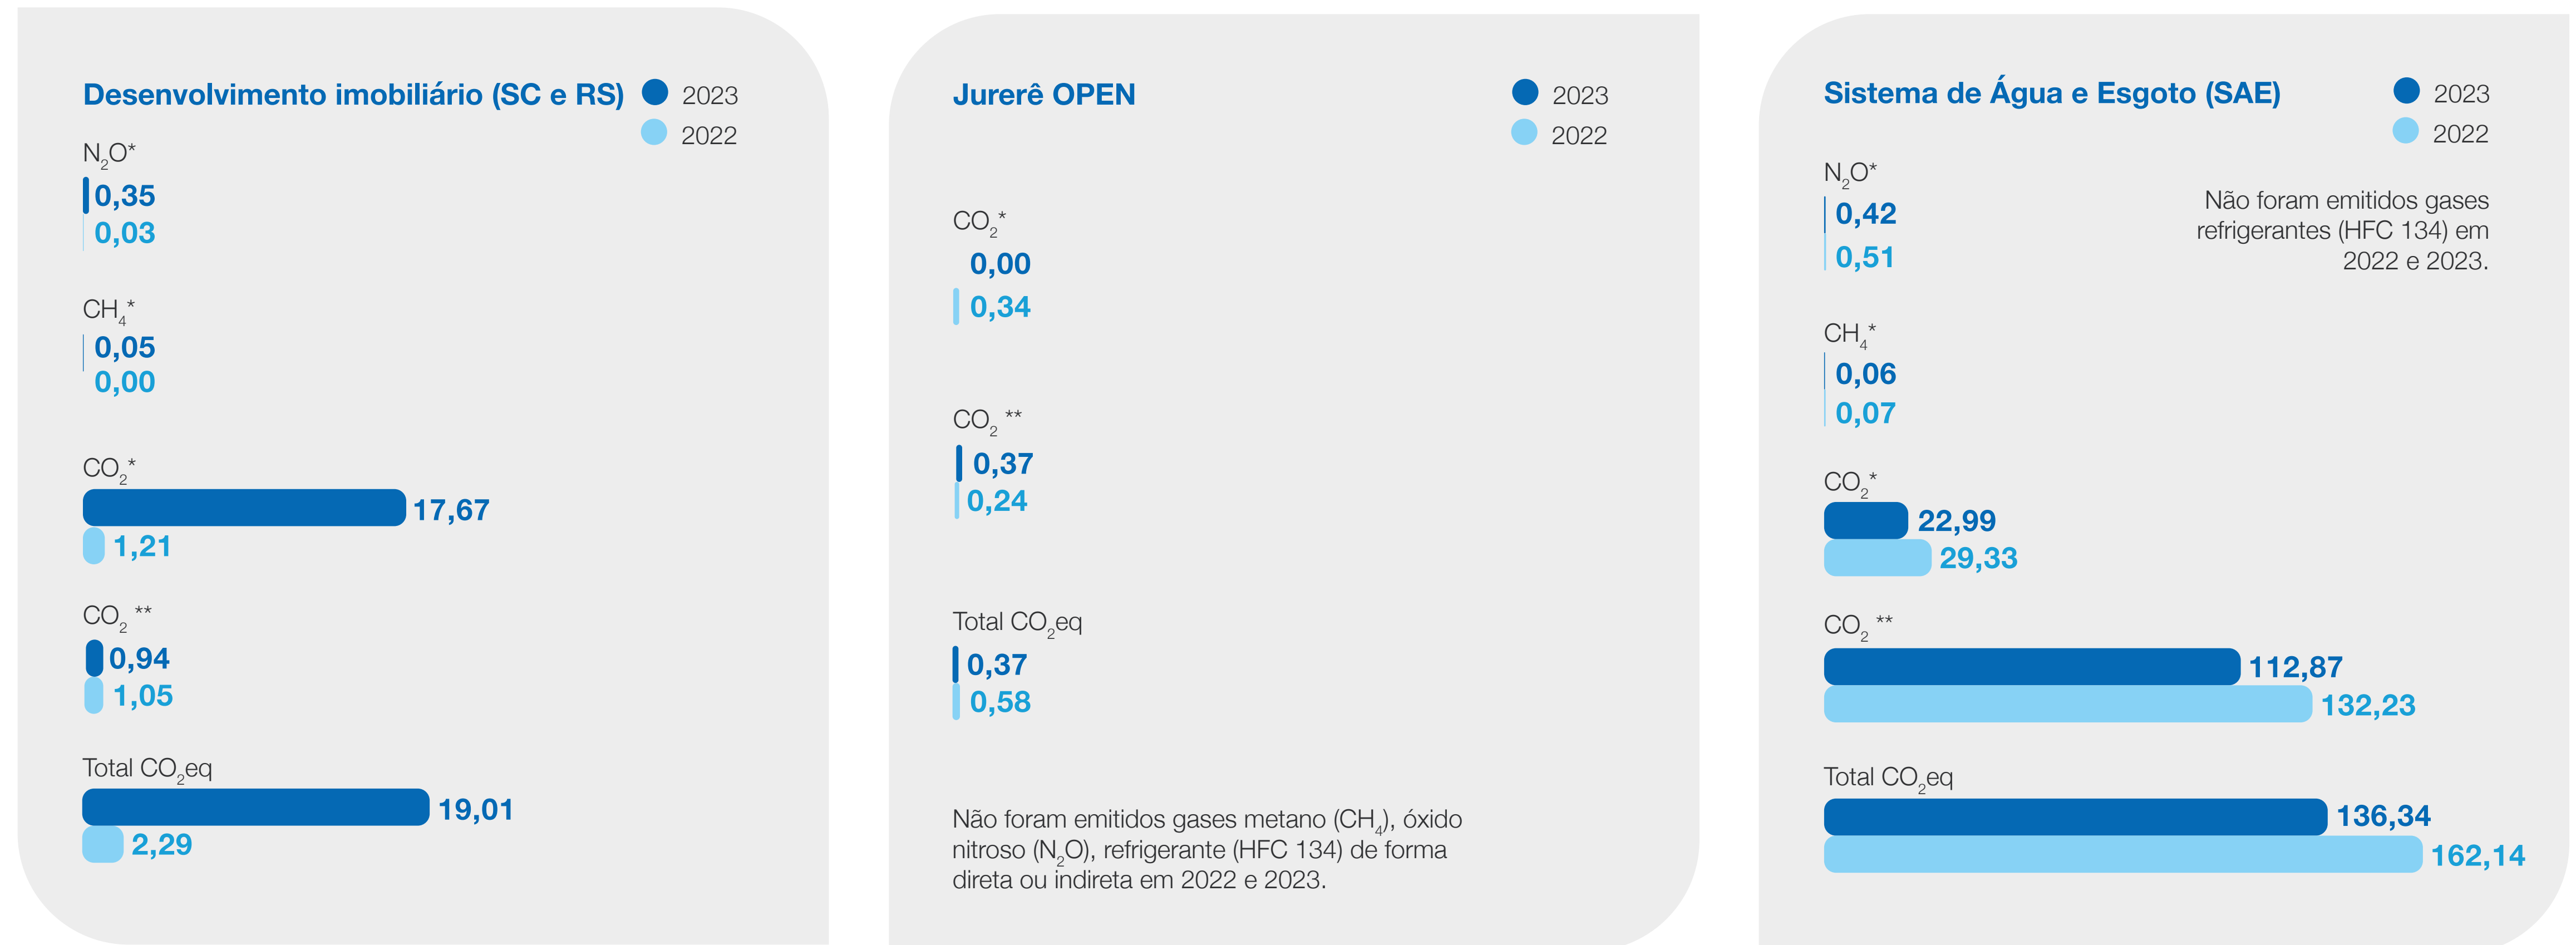 Desenvolvimento imobiliário (SC e RS)
2023
2022
N₂O*
0,35
0,03
CH₄*
0,05
0,00
CO₂*
17,67
1,21
CO₂ **
0,94
1,05
Total CO₂eq
19,01
2,29
Jurerê OPEN
2023
2022
CO₂*
0,00
0,34
CO₂ **
0,37
0,24
Total CO₂eq
0,37
0,58
Não foram emitidos gases metano (CH₄), óxido
nitroso (N₂O), refrigerante (HFC 134) de forma
direta ou indireta em 2022 e 2023.
Sistema de Água e Esgoto (SAE)
2023
2022
Não foram emitidos gases
refrigerantes (HFC 134) em
2022 e 2023.
N₂O*
0,42
0,51
CH₄*
0,06
0,07
CO₂*
22,99
29,33
CO₂ **
112,87
132,23
Total CO₂eq
136,34
162,14